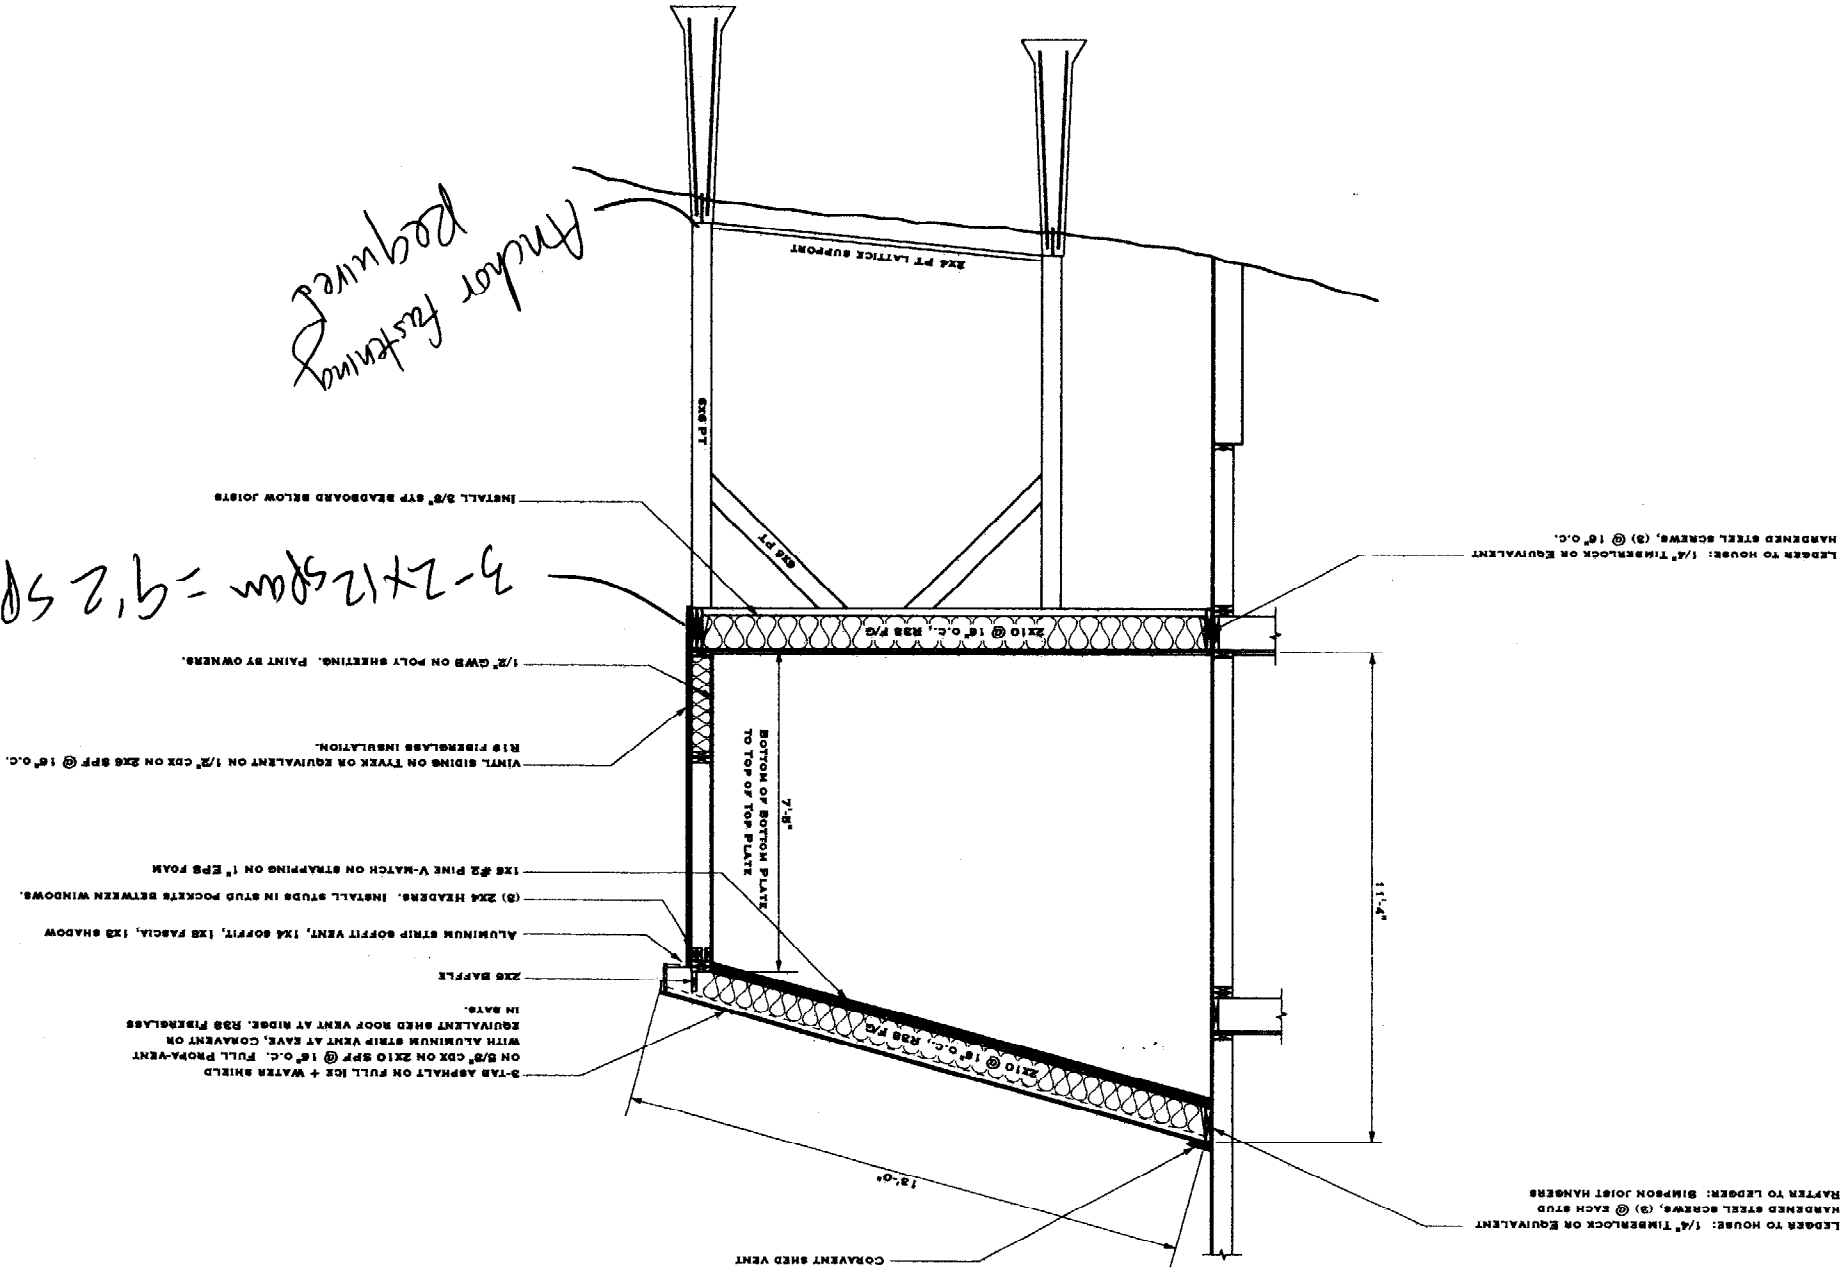 CORAVENT SHED VENT
LEDGER TO HOUSE: 1/4" TIMBERLOCK OR EQUIVALENT
HARDENED STEEL SCREWS, (3) @ EACH STUD
RAFTER TO LEDGER: SIMPSON JOIST HANGERS
13'-0"
3-TAB ASPHALT ON FULL ICE + WATER SHIELD
ON 5/8" CDX ON 2X10 SPF @ 16"O.C. FULL PROPA-VENT
WITH ALUMINUM STRIP VENT AT EAVE, CORAVENT OR
EQUIVALENT SHED ROOF VENT AT RIDGE. R38 FIBERGLASS
IN BAYS.
2X10 @ 16"O.C., R38 F/G
2X6 BAFFLE
ALUMINUM STRIP SOFFIT VENT, 1X4 SOFFIT, 1X8 FASCIA, 1X3 SHADOW
(3) 2X4 HEADERS. INSTALL STUDS IN STUD POCKETS BETWEEN WINDOWS.
1X6 #2 PINE V-MATCH ON STRAPPING ON 1" EPS FOAM
11'-4"
7'-8"
BOTTOM OF BOTTOM PLATE
TO TOP OF TOP PLATE
VINYL SIDING ON TYVEK OR EQUIVALENT ON 1/2" CDX ON 2X6 SPF @ 16"O.C.
R19 FIBERGLASS INSULATION.
1/2" GWB ON POLY SHEETING. PAINT BY OWNERS.
2X10 @ 16"O.C., R38 F/G
3-2x12 span = 9'2 SP
LEDGER TO HOUSE: 1/4" TIMBERLOCK OR EQUIVALENT
HARDENED STEEL SCREWS, (3) @ 16"O.C.
INSTALL 3/8" SYP BEADBOARD BELOW JOISTS
6X6 PT
6X6 PT
Anchor fastening
Required
2X4 PT LATTICE SUPPORT